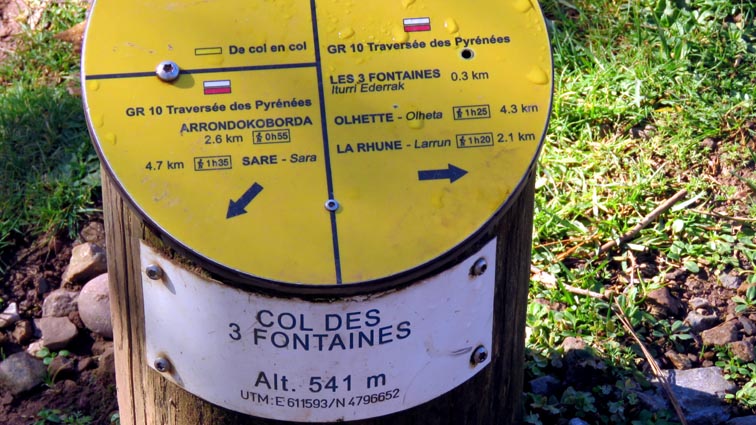 De col en col
GR 10 Traversée des Pyrénées
ARRONDOKOBORDA
2.6 km 0h55
4.7 km 1h35 SARE - Sara
GR 10 Traversée des Pyrénées
LES 3 FONTAINES 0.3 km
Iturri Ederrak
OLHETTE - Olheta 1h25 4.3 km
LA RHUNE - Larrun 1h20 2.1 km
COL DES
3 FONTAINES
Alt. 541 m
UTM: E 611593/N 4796652